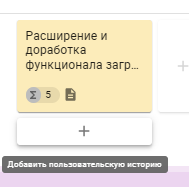 Расширение и
доработка
функционала загр...
Σ 5
+
+
Добавить пользовательскую историю